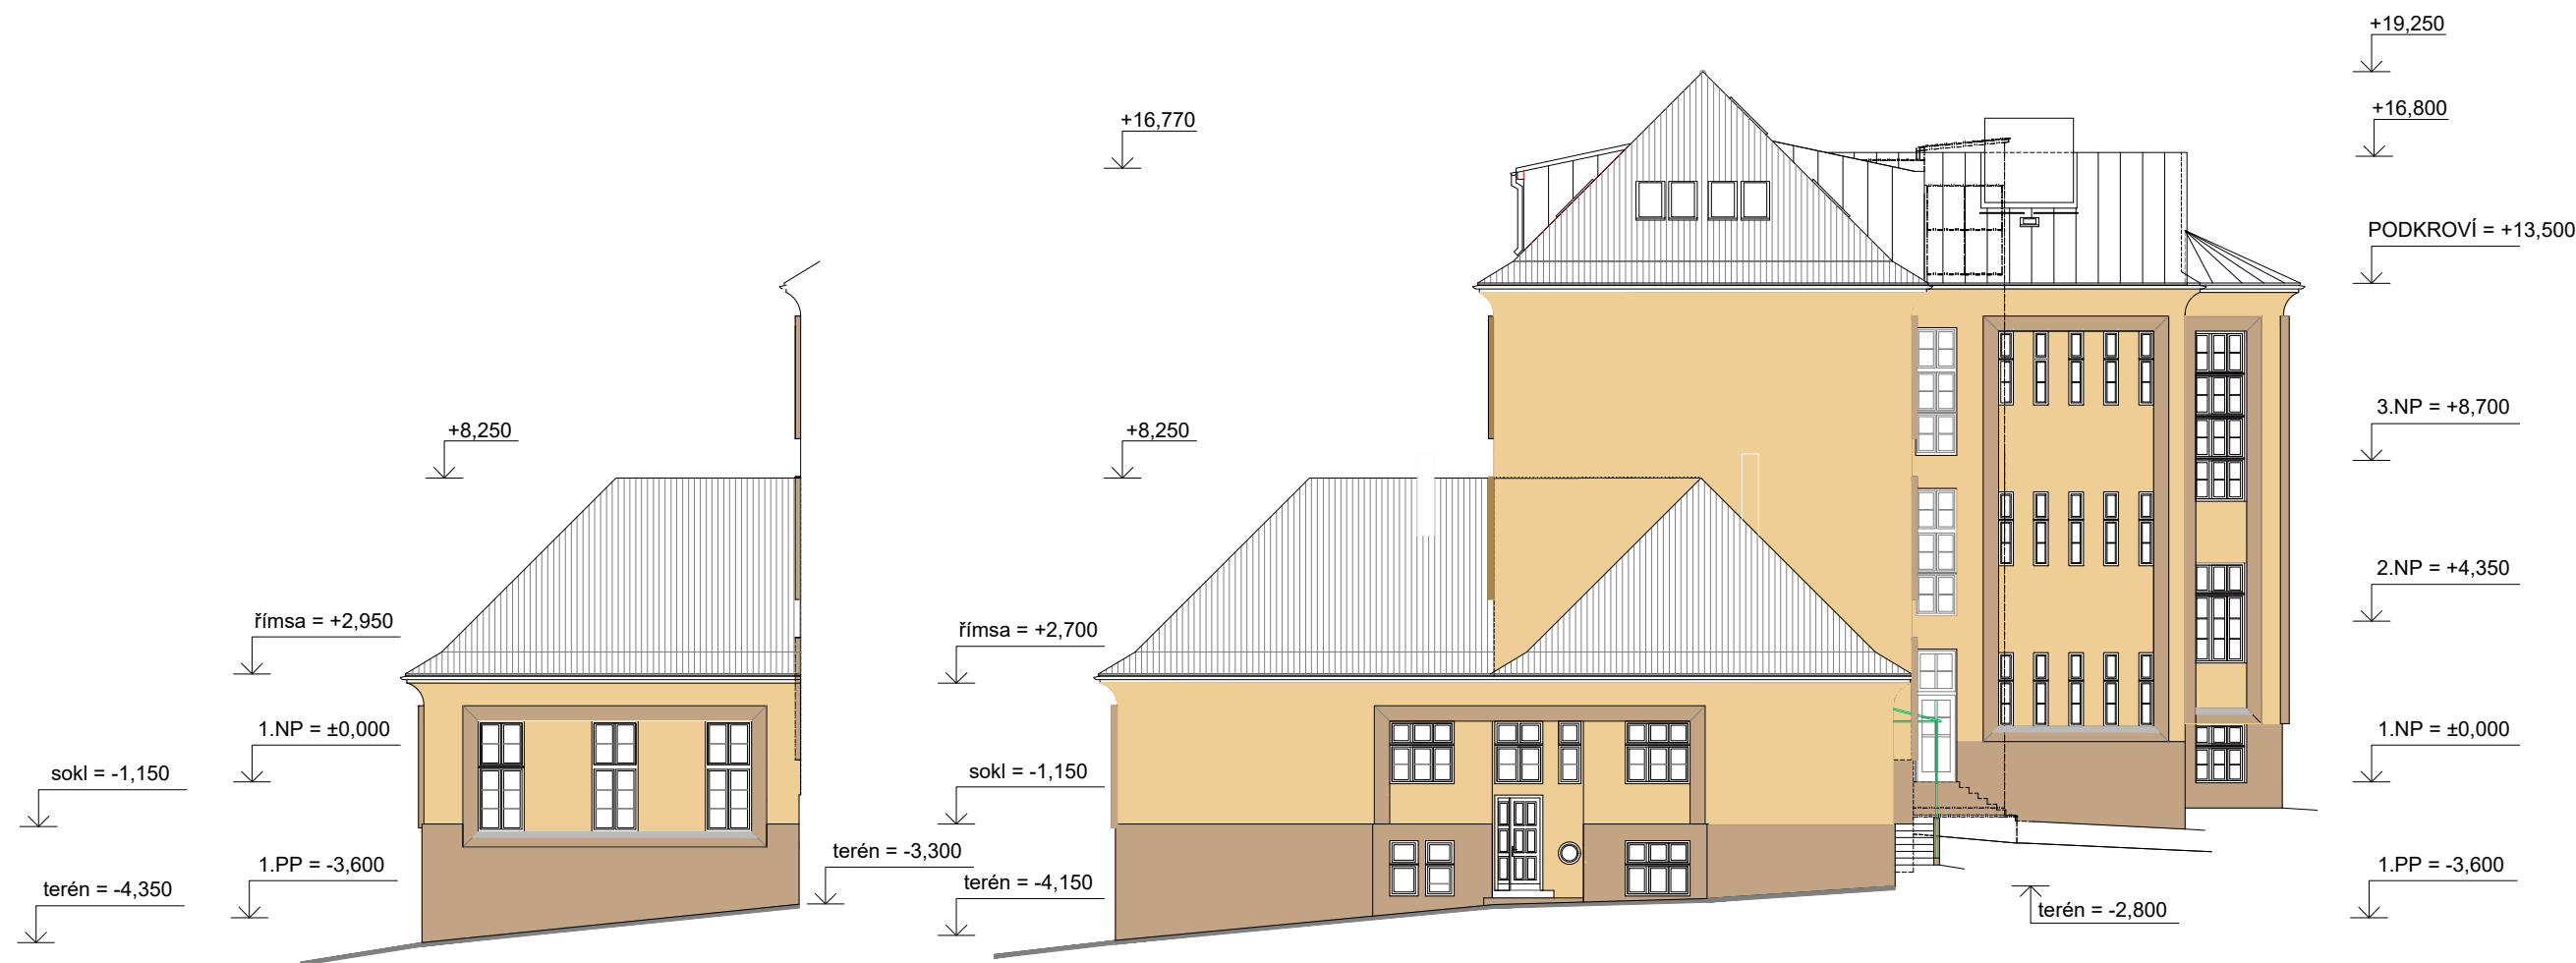 +19,250
+16,800
+16,770
PODKROVÍ = +13,500
3.NP = +8,700
+8,250
+8,250
2.NP = +4,350
římsa = +2,950
římsa = +2,700
1.NP = ±0,000
1.NP = ±0,000
sokl = -1,150
sokl = -1,150
terén = -3,300
1.PP = -3,600
1.PP = -3,600
terén = -4,350
terén = -4,150
terén = -2,800